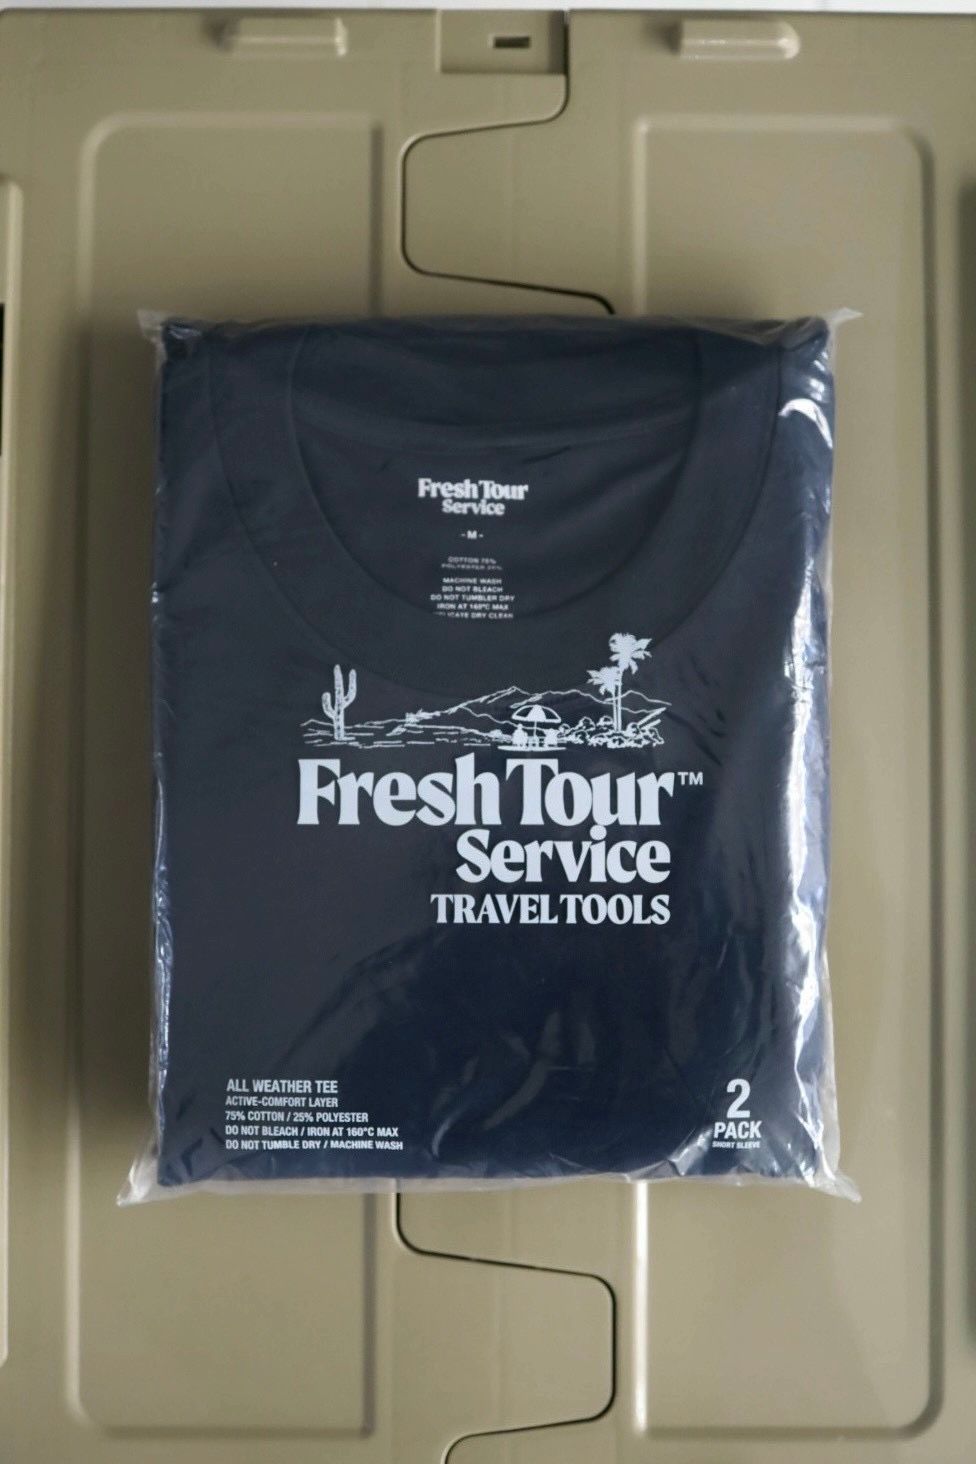 Fresh Tour
Service
- M -
COTTON 75%
POLYESTER 25%
MACHINE WASH
DO NOT BLEACH
DO NOT TUMBLER DRY
IRON AT 160°C MAX
DRY CLEAN
Fresh Tour™
Service
TRAVEL TOOLS
ALL WEATHER TEE
ACTIVE-COMFORT LAYER
75% COTTON / 25% POLYESTER
DO NOT BLEACH / IRON AT 160°C MAX
DO NOT TUMBLE DRY / MACHINE WASH
2
PACK
SHORT SLEEVE